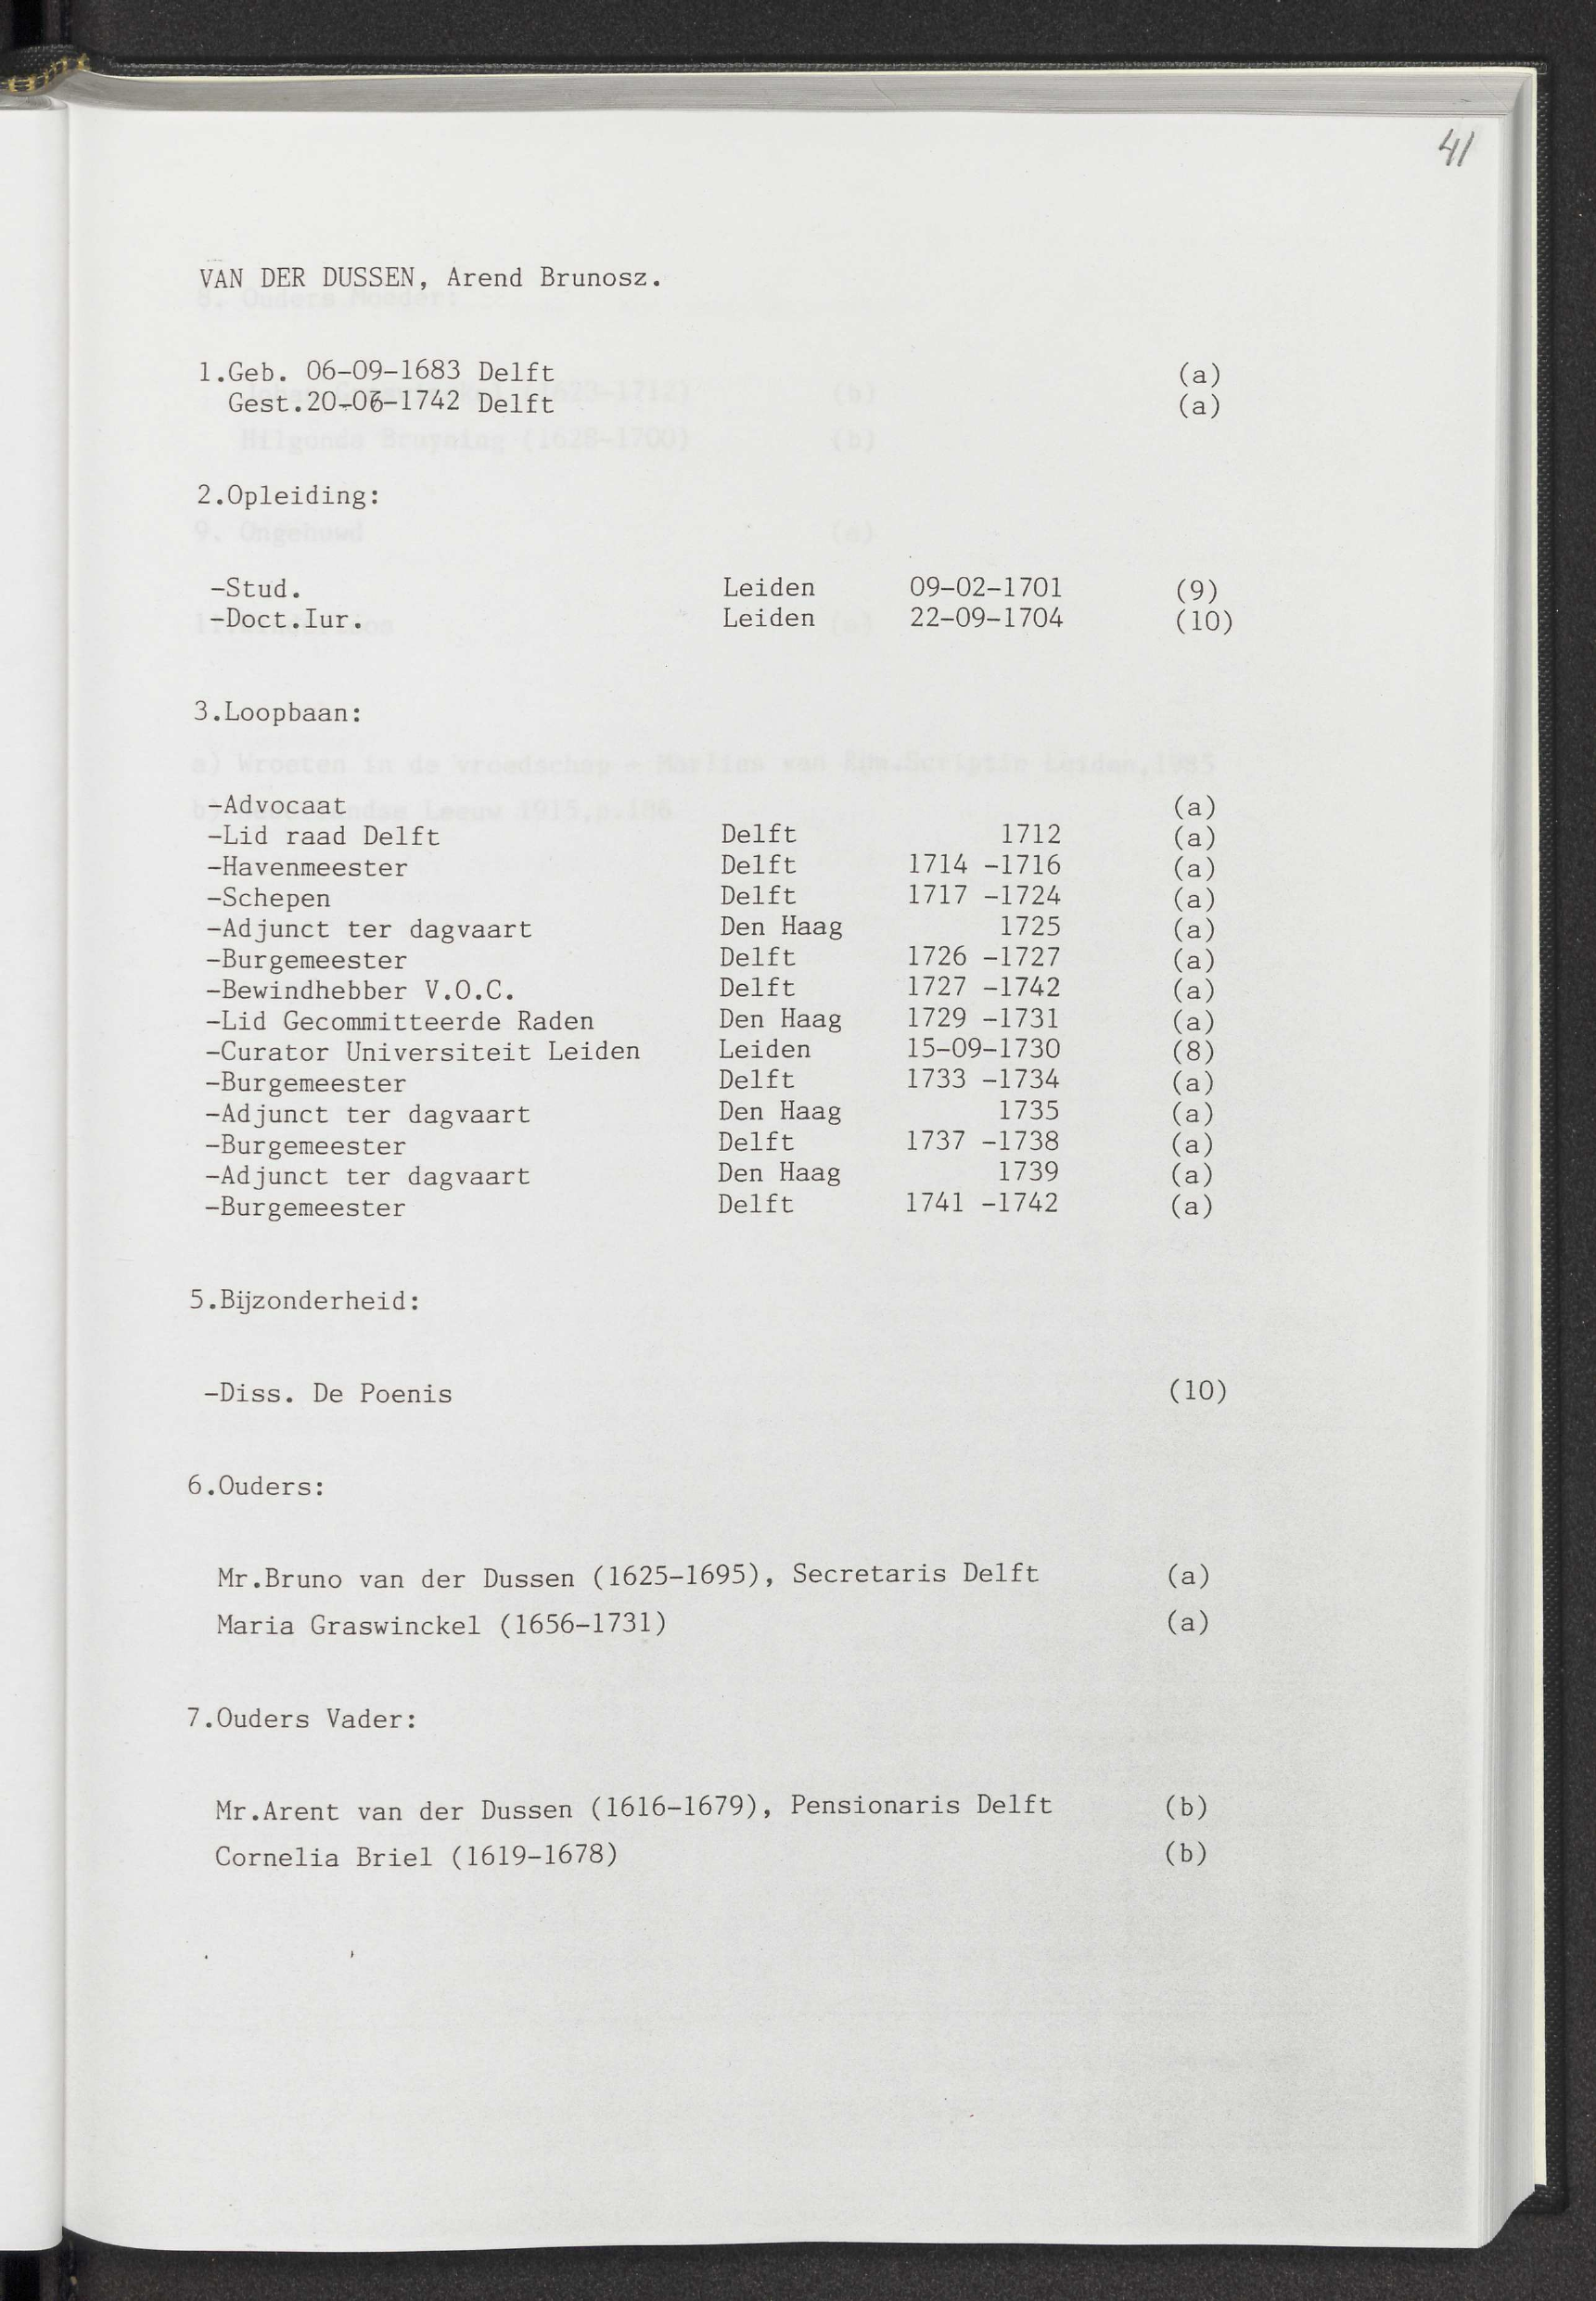 41
VAN DER DUSSEN, Arend Brunosz.
1.Geb. 06-09-1683 Delft (a)
Gest.20-06-1742 Delft (a)
2.Opleiding:
-Stud. Leiden 09-02-1701 (9)
-Doct.Iur. Leiden 22-09-1704 (10)
3.Loopbaan:
-Advocaat (a)
-Lid raad Delft Delft 1712 (a)
-Havenmeester Delft 1714 -1716 (a)
-Schepen Delft 1717 -1724 (a)
-Adjunct ter dagvaart Den Haag 1725 (a)
-Burgemeester Delft 1726 -1727 (a)
-Bewindhebber V.O.C. Delft 1727 -1742 (a)
-Lid Gecommitteerde Raden Den Haag 1729 -1731 (a)
-Curator Universiteit Leiden Leiden 15-09-1730 (8)
-Burgemeester Delft 1733 -1734 (a)
-Adjunct ter dagvaart Den Haag 1735 (a)
-Burgemeester Delft 1737 -1738 (a)
-Adjunct ter dagvaart Den Haag 1739 (a)
-Burgemeester Delft 1741 -1742 (a)
5.Bijzonderheid:
-Diss. De Poenis (10)
6.Ouders:
Mr.Bruno van der Dussen (1625-1695), Secretaris Delft (a)
Maria Graswinckel (1656-1731) (a)
7.Ouders Vader:
Mr.Arent van der Dussen (1616-1679), Pensionaris Delft (b)
Cornelia Briel (1619-1678) (b)